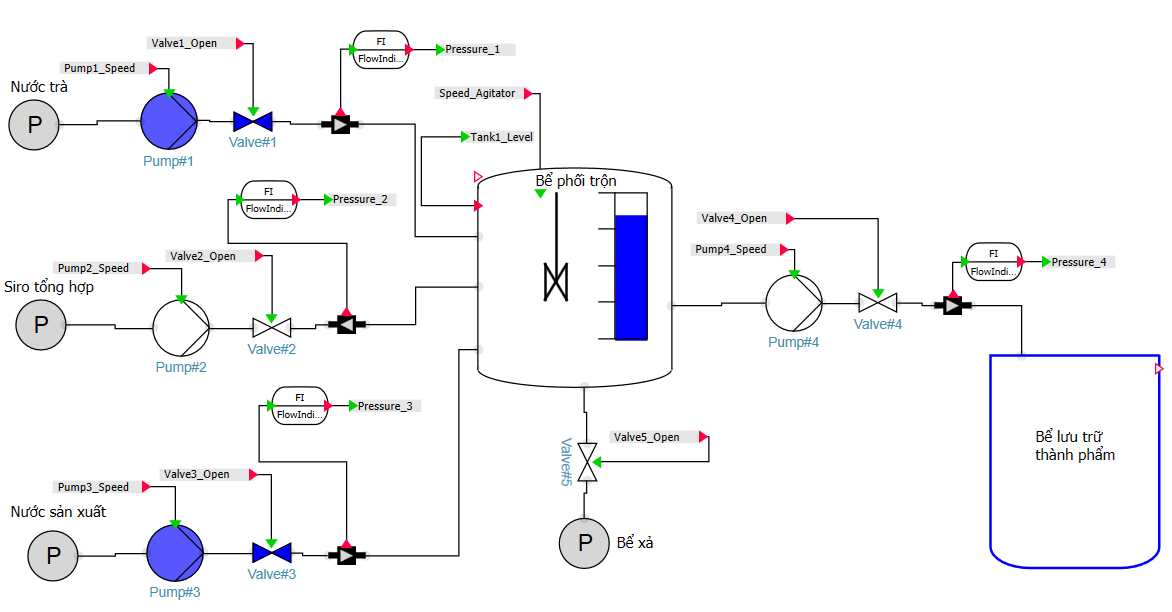 Valve1_Open
FI
FlowIndi...
Pressure_1
Pump1_Speed
Nước trà
P
Pump#1
Valve#1
Speed_Agitator
Tank1_Level
Bể phối trộn
FI
FlowIndi...
Pressure_2
Valve2_Open
Pump2_Speed
Siro tổng hợp
P
Pump#2
Valve#2
Valve4_Open
Pump4_Speed
FI
FlowIndi...
Pressure_4
Pump#4
Valve#4
FI
FlowIndi...
Pressure_3
Valve3_Open
Pump3_Speed
Nước sản xuất
P
Pump#3
Valve#3
Valve5_Open
Valve#5
P
Bể xả
Bể lưu trữ
thành phẩm